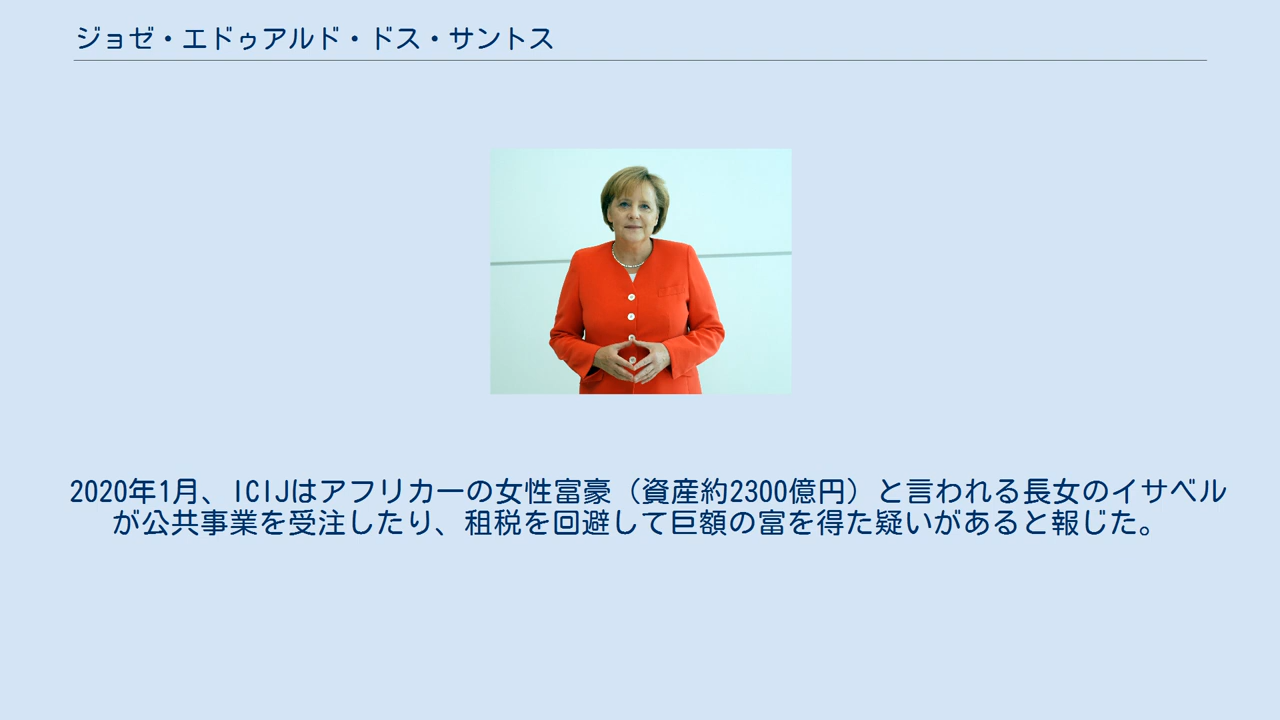 ジョゼ・エドゥアルド・ドス・サントス
2020年1月、ICIJはアフリカ一の女性富豪（資産約2300億円）と言われる長女のイサベル
が公共事業を受注したり、租税を回避して巨額の富を得た疑いがあると報じた。